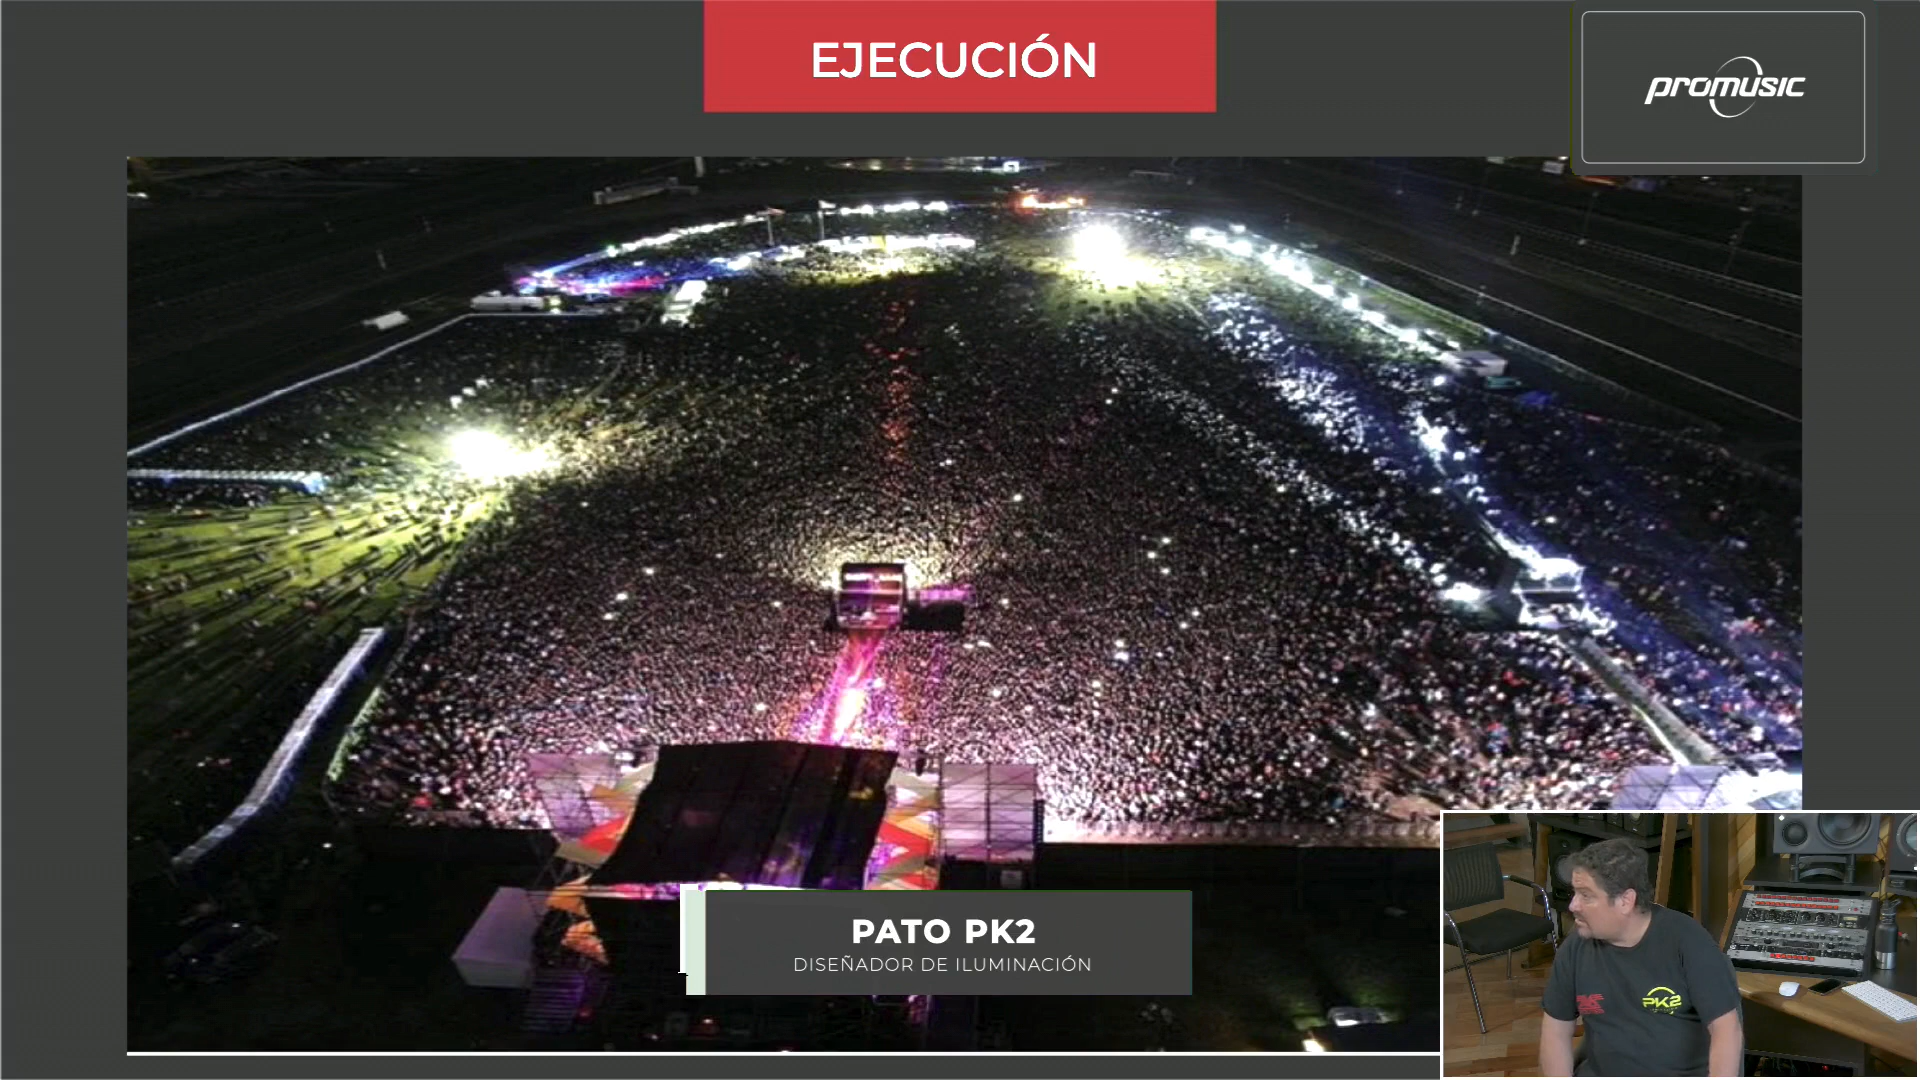 EJECUCIÓN
promusic
PATO PK2
DISEÑADOR DE ILUMINACIÓN
PK2